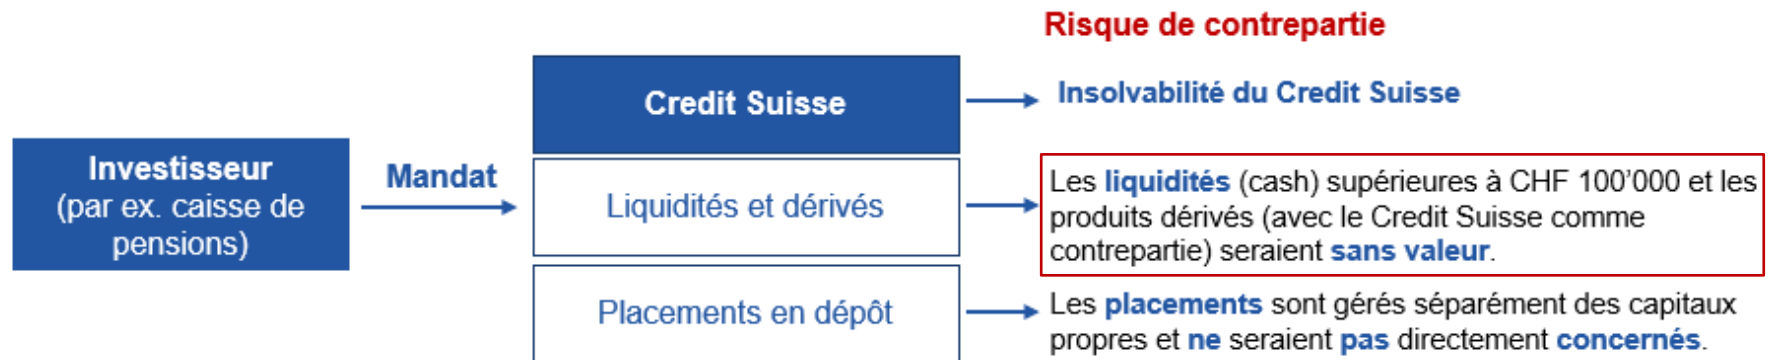 Risque de contrepartie
Credit Suisse
Insolvabilité du Credit Suisse
Investisseur
(par ex. caisse de
pensions)
Mandat
Liquidités et dérivés
Les liquidités (cash) supérieures à CHF 100'000 et les
produits dérivés (avec le Credit Suisse comme
contrepartie) seraient sans valeur.
Placements en dépôt
Les placements sont gérés séparément des capitaux
propres et ne seraient pas directement concernés.